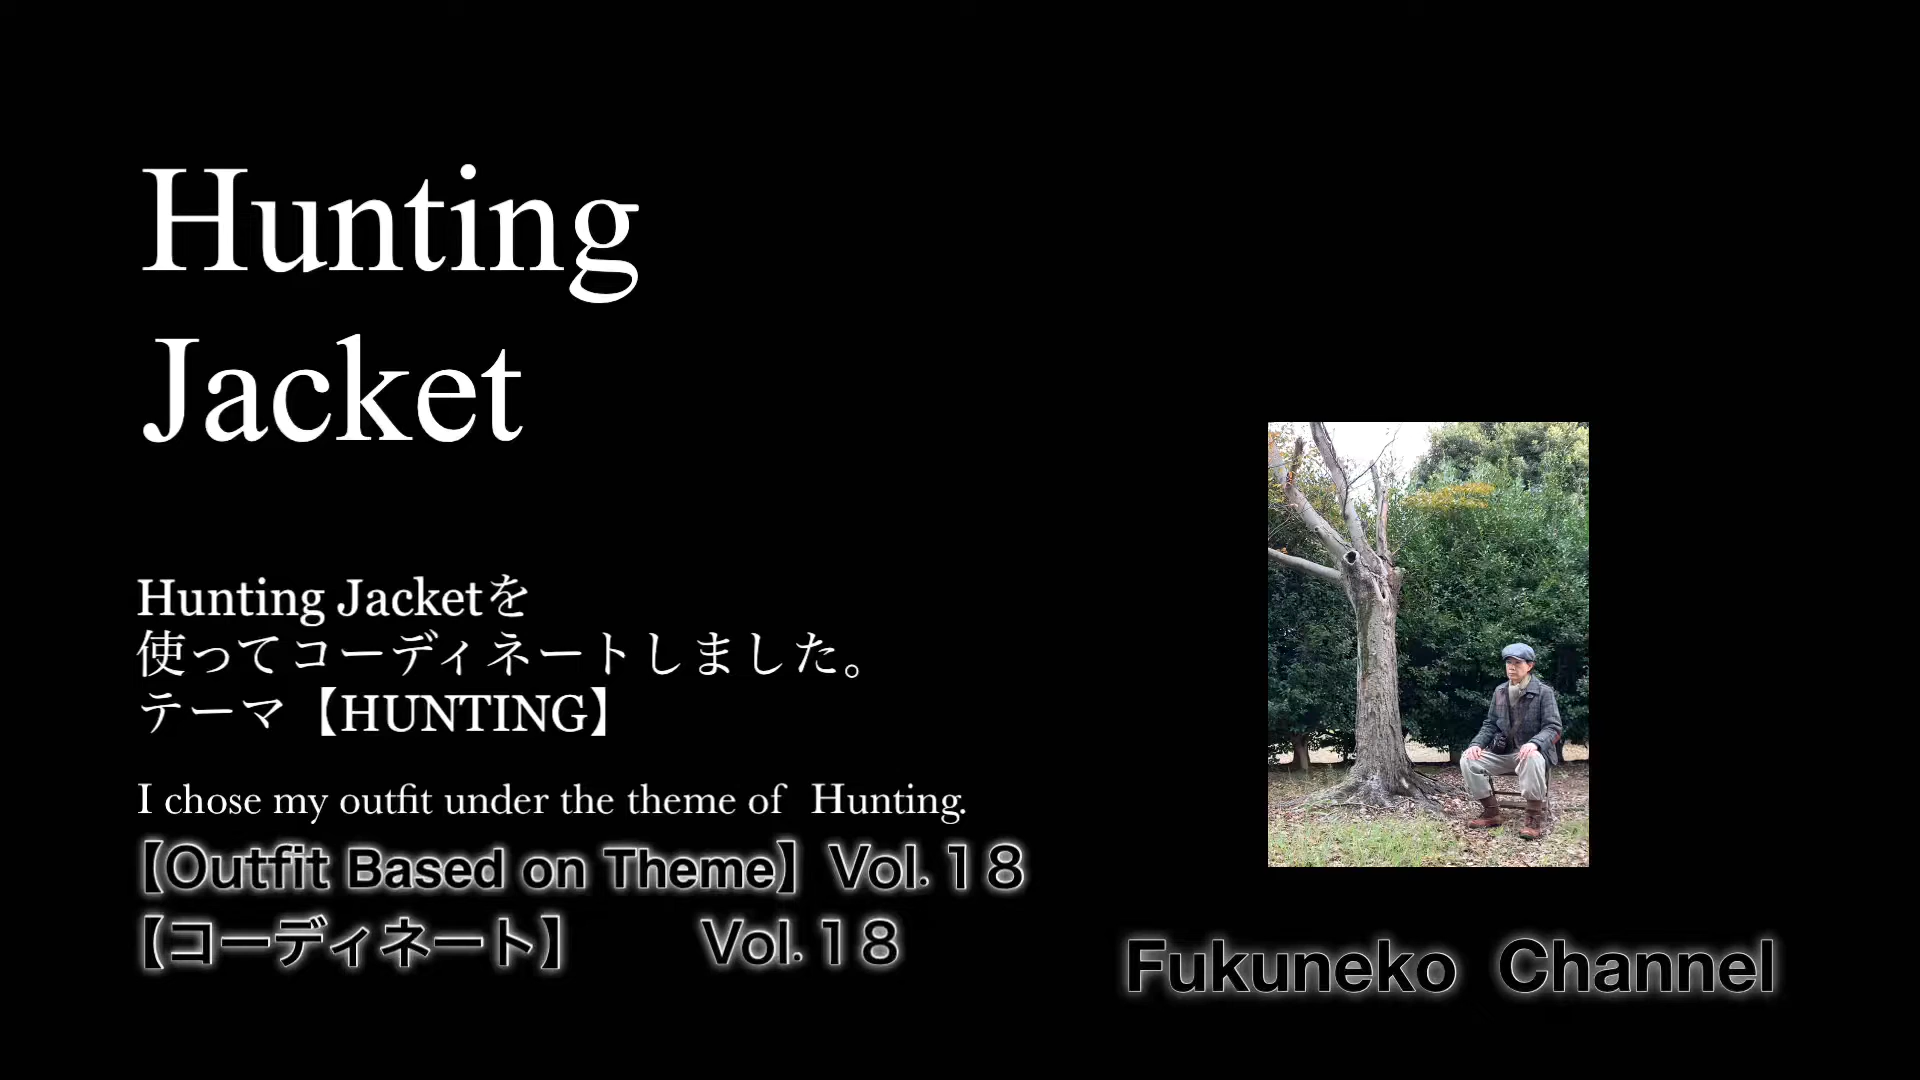 Hunting
Jacket
Hunting Jacketを
使ってコーディネートしました。
テーマ【HUNTING】
I chose my outfit under the theme of Hunting.
【Outfit Based on Theme】Vol.18
【コーディネート】 Vol.18
Fukuneko Channel